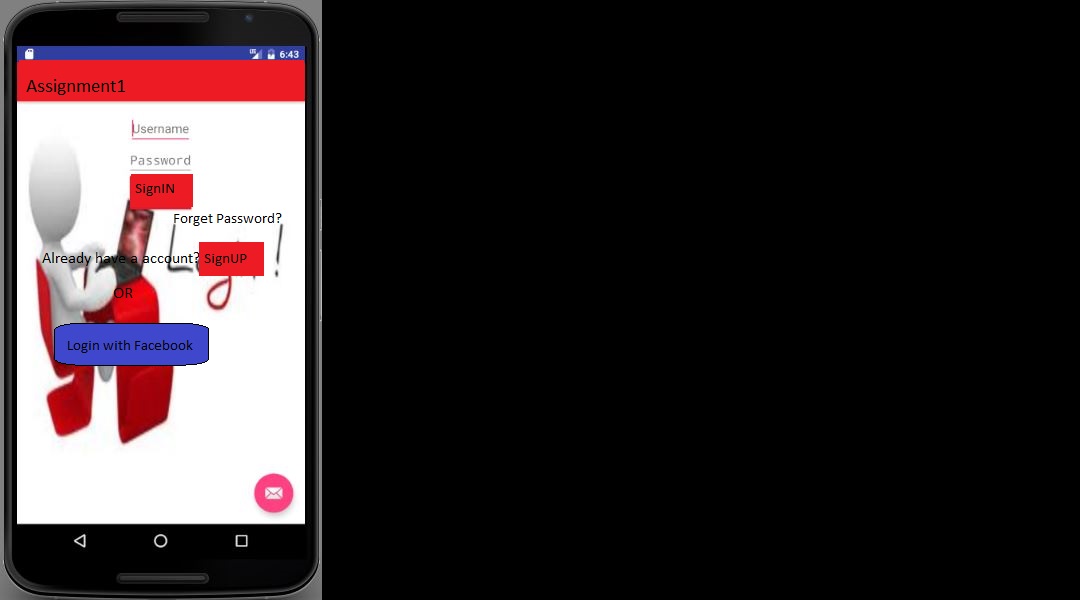 6:43
Assignment1
Username
Password
SignIN
Forget Password?
Already have a account? SignUP
OR
Login with Facebook